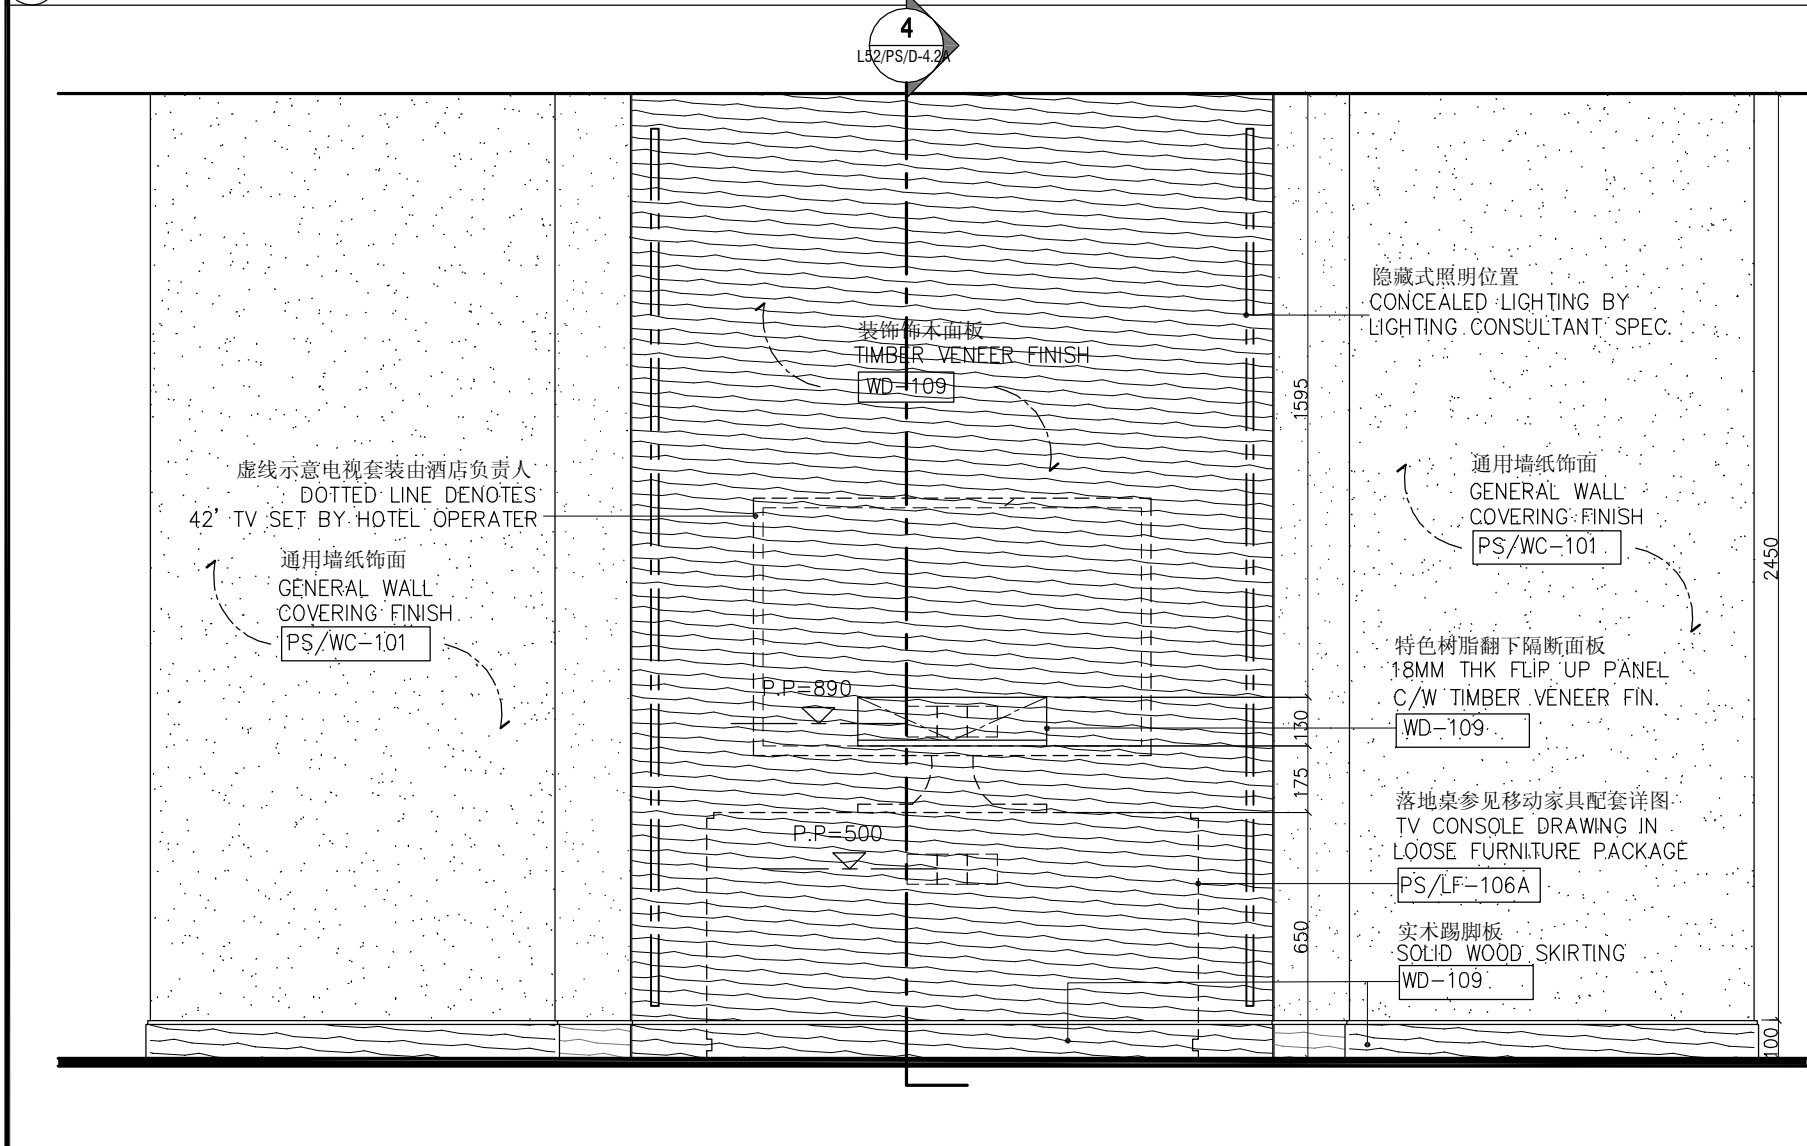 4
L52/PS/D-4.2A
隐藏式照明位置
CONCEALED LIGHTING BY
LIGHTING CONSULTANT SPEC.
装饰饰木面板
TIMBER VENEER FINISH
WD-109
1595
虚线示意电视套装由酒店负责人
DOTTED LINE DENOTES
42' TV SET BY HOTEL OPERATER
通用墙纸饰面
GENERAL WALL
COVERING FINISH
PS/WC-101
通用墙纸饰面
GENERAL WALL
COVERING FINISH
PS/WC-101
2450
特色树脂翻下隔断面板
18MM THK FLIP UP PANEL
C/W TIMBER VENEER FIN.
WD-109
P.P=890
130
175
落地桌参见移动家具配套详图
TV CONSOLE DRAWING IN
LOOSE FURNITURE PACKAGE
PS/LF-106A
P.P=500
650
实木踢脚板
SOLID WOOD SKIRTING
WD-109
100